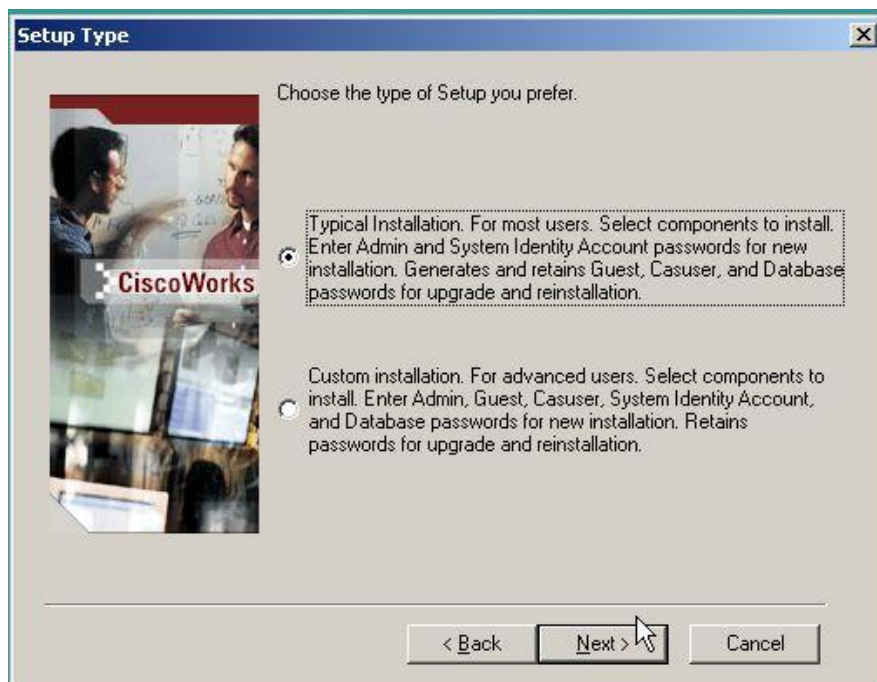 Setup Type
Choose the type of Setup you prefer.
Typical Installation. For most users. Select components to install.
Enter Admin and System Identity Account passwords for new
installation. Generates and retains Guest, Casuser, and Database
passwords for upgrade and reinstallation.
CiscoWorks
Custom installation. For advanced users. Select components to
install. Enter Admin, Guest, Casuser, System Identity Account,
and Database passwords for new installation. Retains
passwords for upgrade and reinstallation.
< Back
Next >
Cancel